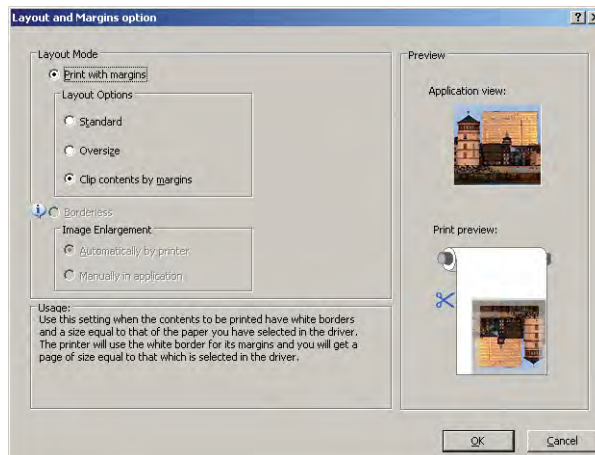 Layout and Margins option
Layout Mode
Print with margins
Layout Options
Standard
Oversize
Clip contents by margins
Borderless
Image Enlargement
Automatically by printer
Manually in application
Usage:
Use this setting when the contents to be printed have white borders
and a size equal to that of the paper you have selected in the driver.
The printer will use the white border for its margins and you will get a
page of size equal to that which is selected in the driver.
Preview
Application view:
Print preview:
OK
Cancel